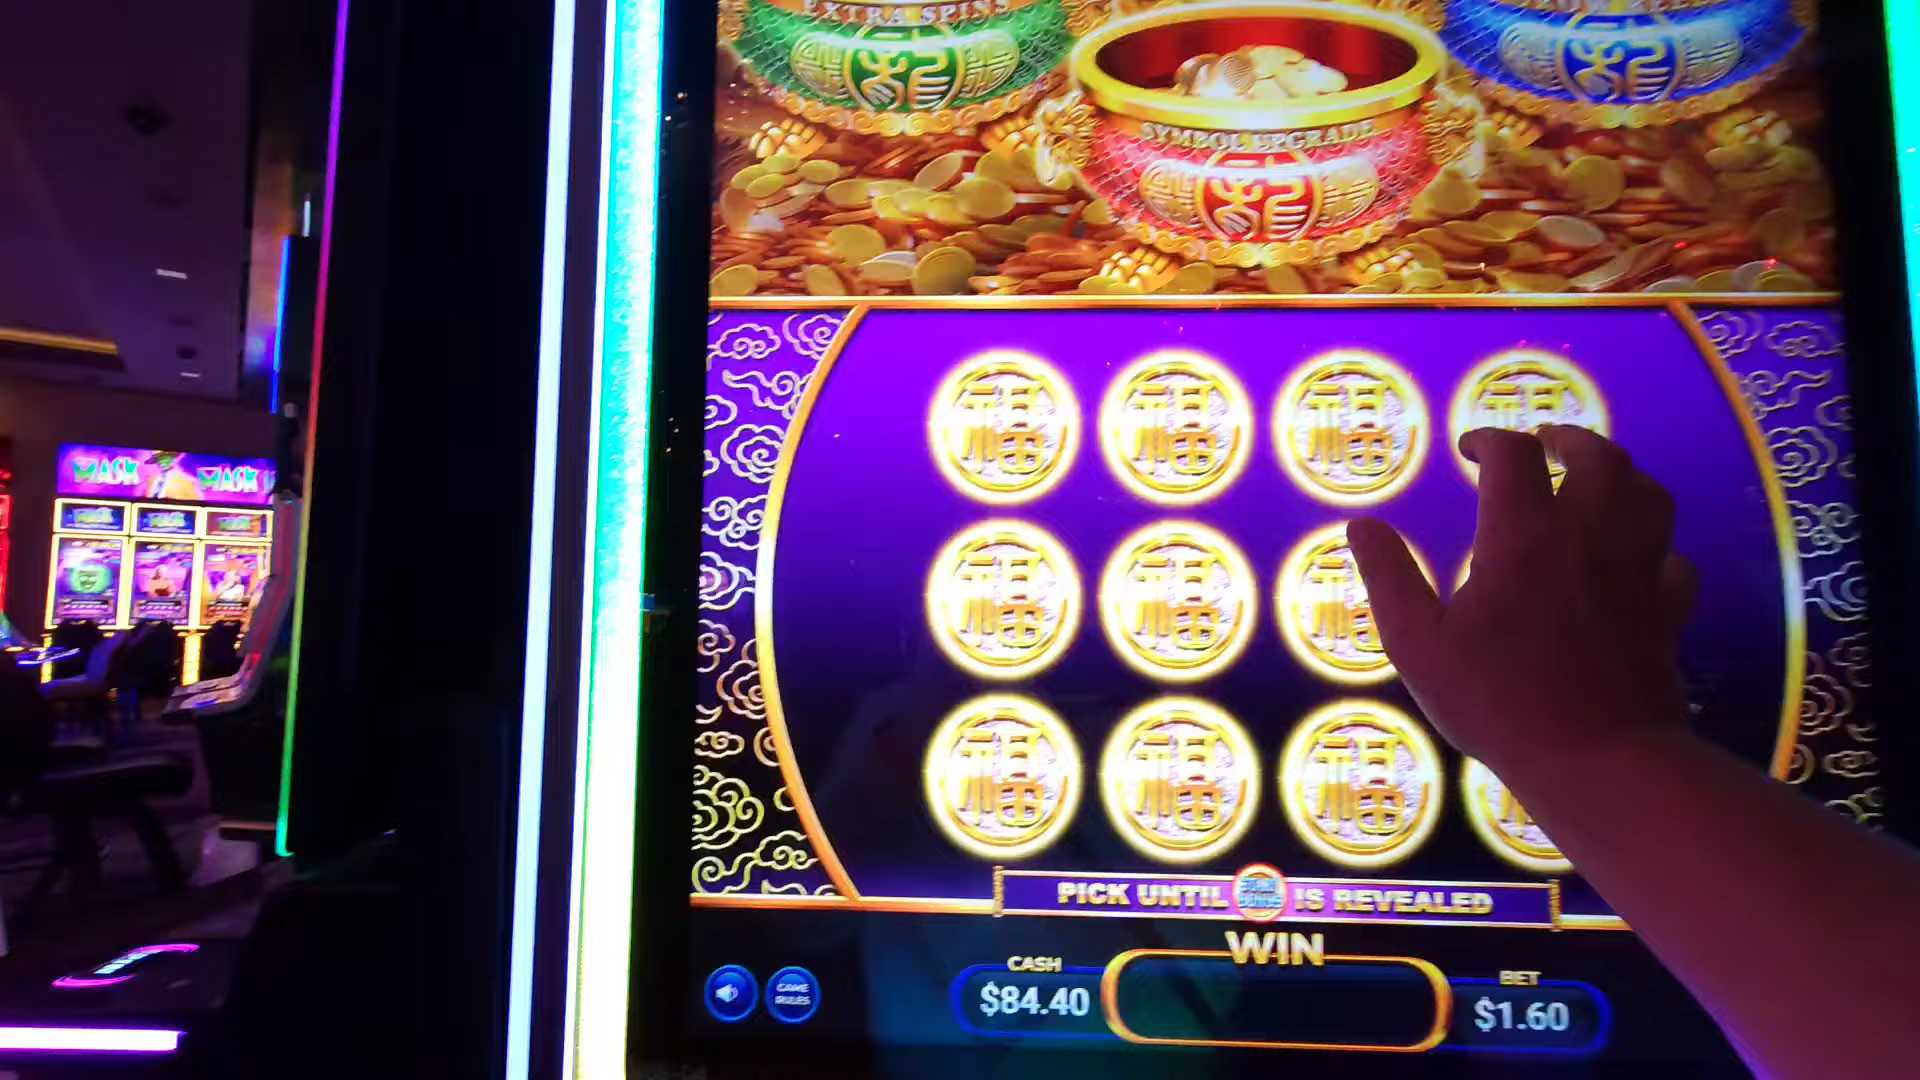 EXTRA SPINS
SYMBOL UPGRADE
MASK MASK
福 福 福 福
福 福 福
福 福 福
PICK UNTIL IS REVEALED
WIN
CASH
$84.40
BET
$1.60
GAME
RULES